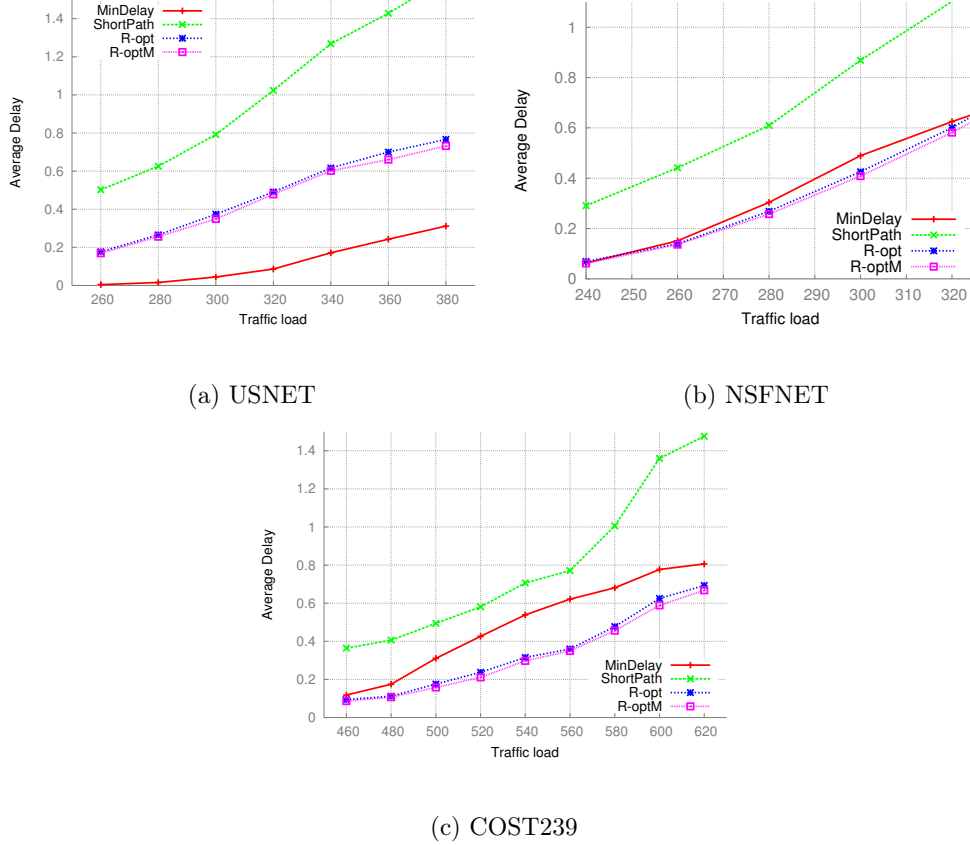 1.4
1.2
1
0.8
0.6
0.4
0.2
0
Average Delay
MinDelay
ShortPath
R-opt
R-optM
260 280 300 320 340 360 380
Traffic load
(a) USNET
1
0.8
0.6
0.4
0.2
0
Average Delay
MinDelay
ShortPath
R-opt
R-optM
240 250 260 270 280 290 300 310 320
Traffic load
(b) NSFNET
1.4
1.2
1
0.8
0.6
0.4
0.2
0
Average Delay
MinDelay
ShortPath
R-opt
R-optM
460 480 500 520 540 560 580 600 620
Traffic load
(c) COST239